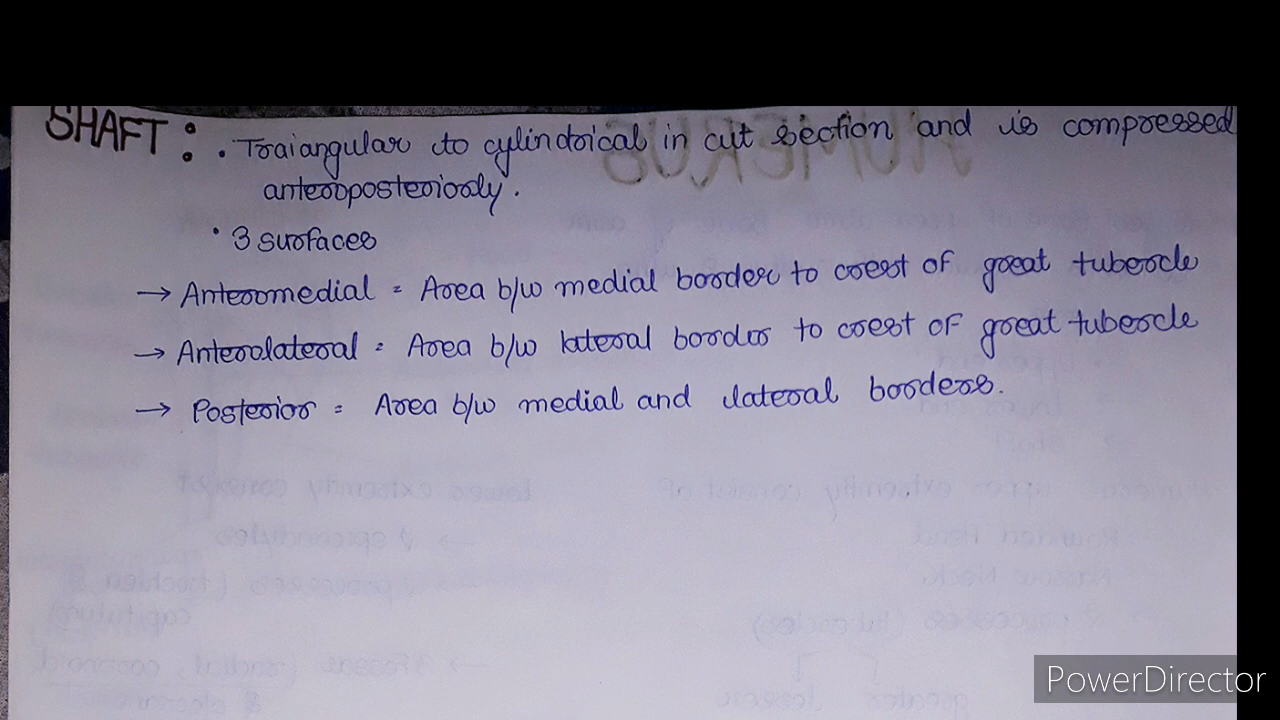 SHAFT : • Traiangular to cylindrical in cut section and is compressed
anteroposteriorly.
• 3 surfaces
→ Anteromedial = Area b/w medial border to crest of great tubercle
→ Anterolateral = Area b/w lateral border to crest of great tubercle
→ Posterior = Area b/w medial and lateral borders.
PowerDirector